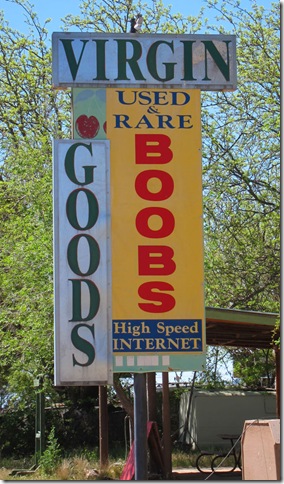 VIRGIN
GOODS
USED
&
RARE
BOOBS
High Speed
INTERNET